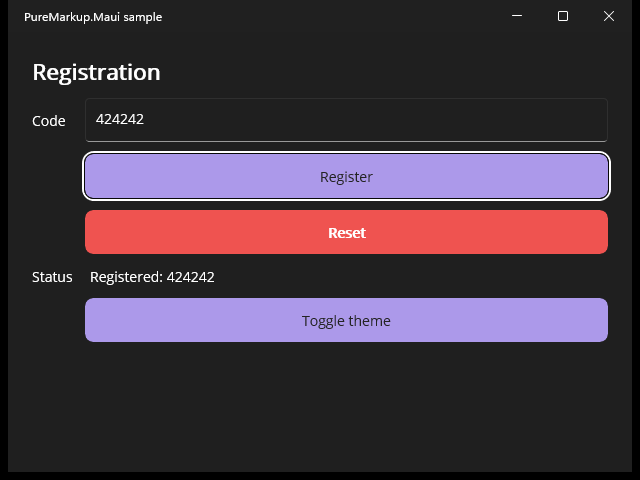 PureMarkup.Maui sample
Registration
Code 424242
Register
Reset
Status Registered: 424242
Toggle theme